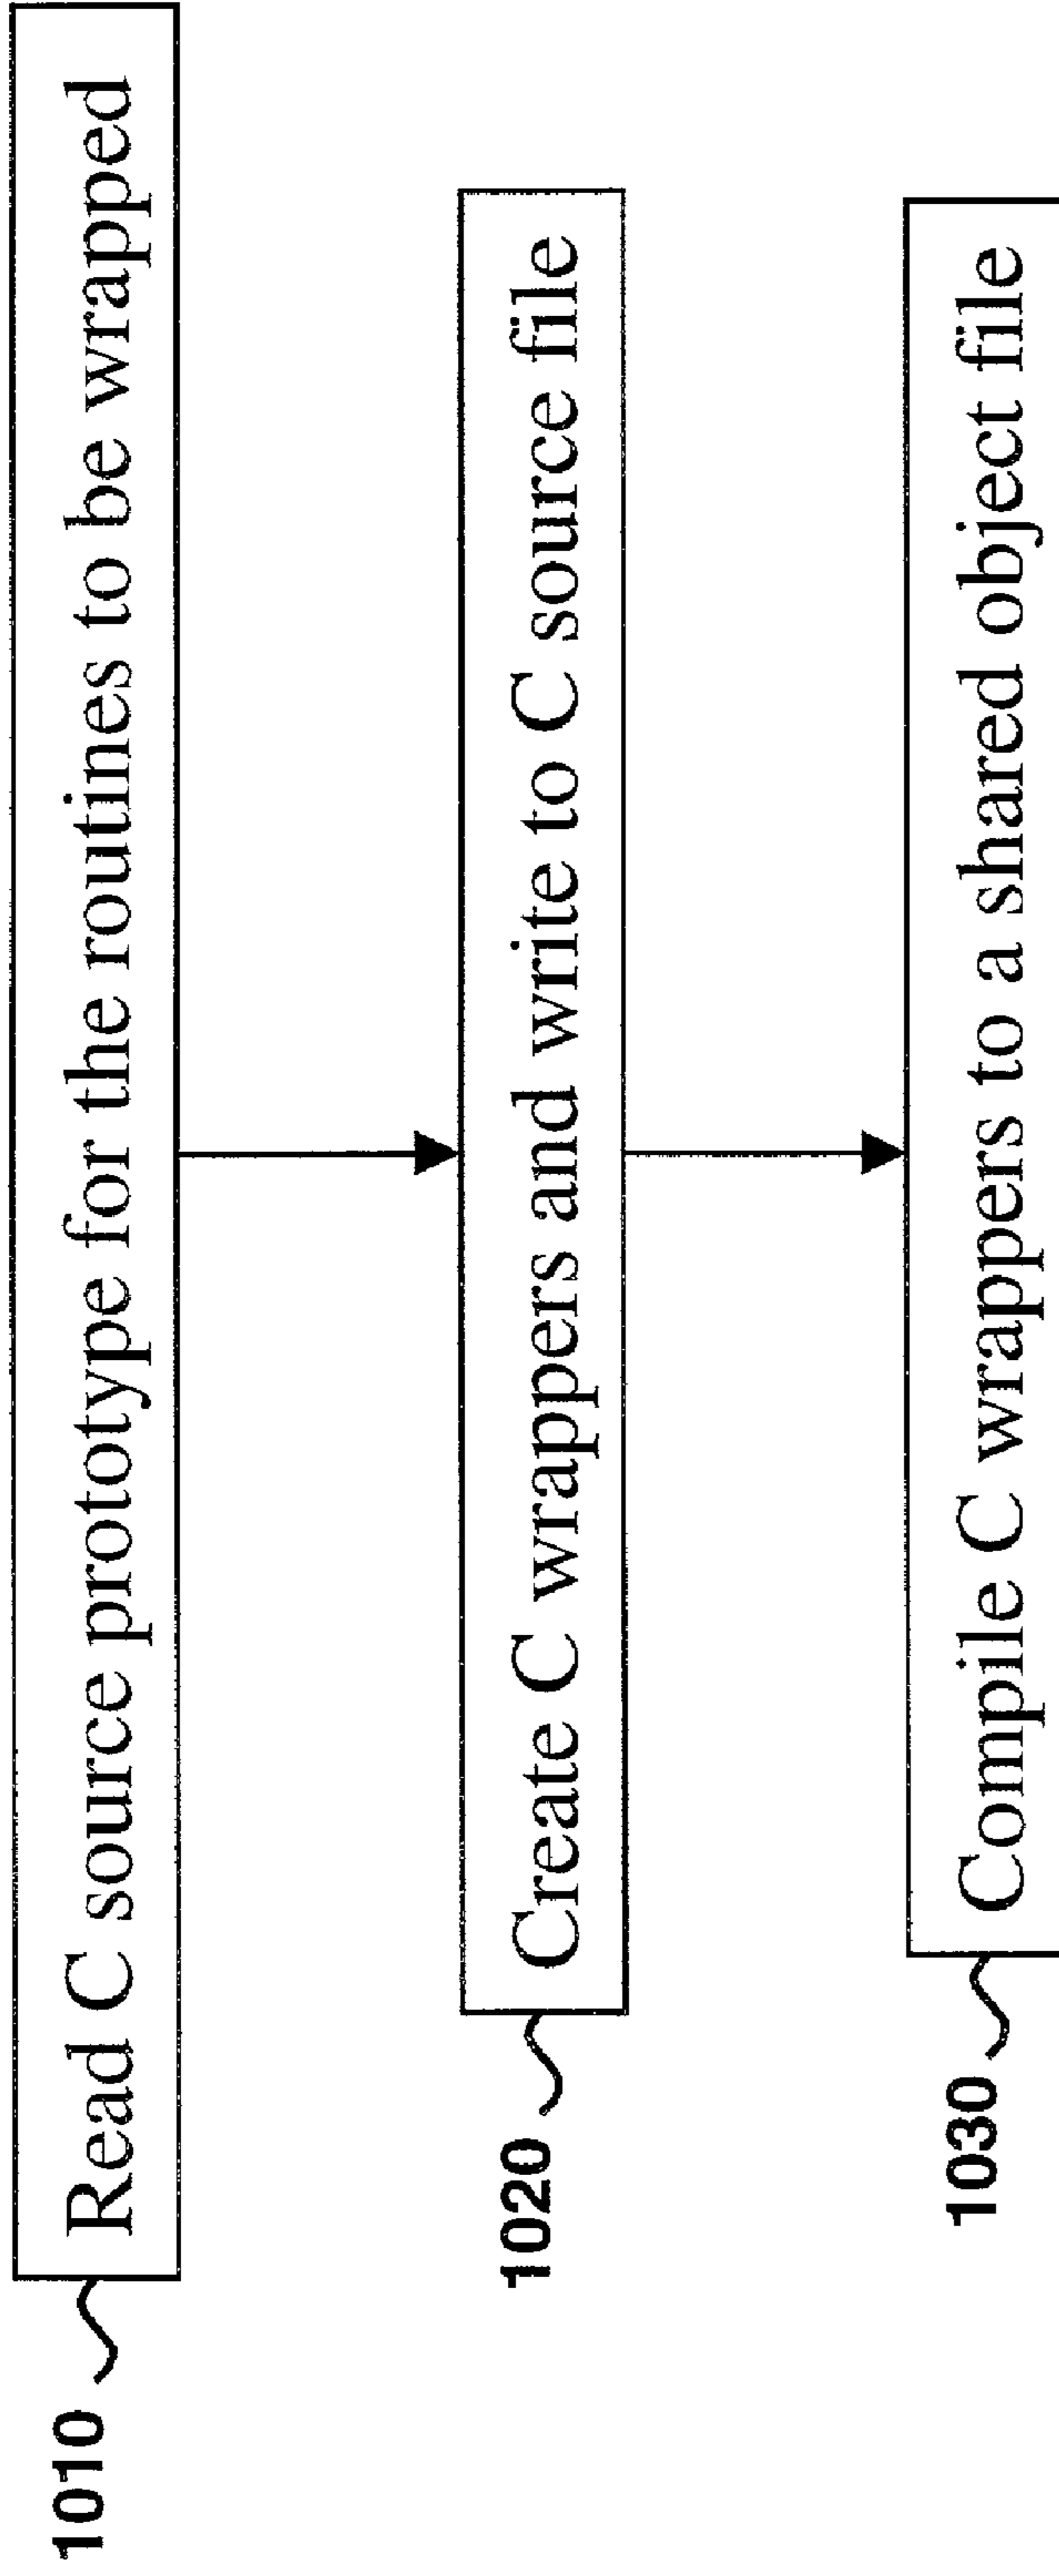 1010 Read C source prototype for the routines to be wrapped
1020 Create C wrappers and write to C source file
1030 Compile C wrappers to a shared object file